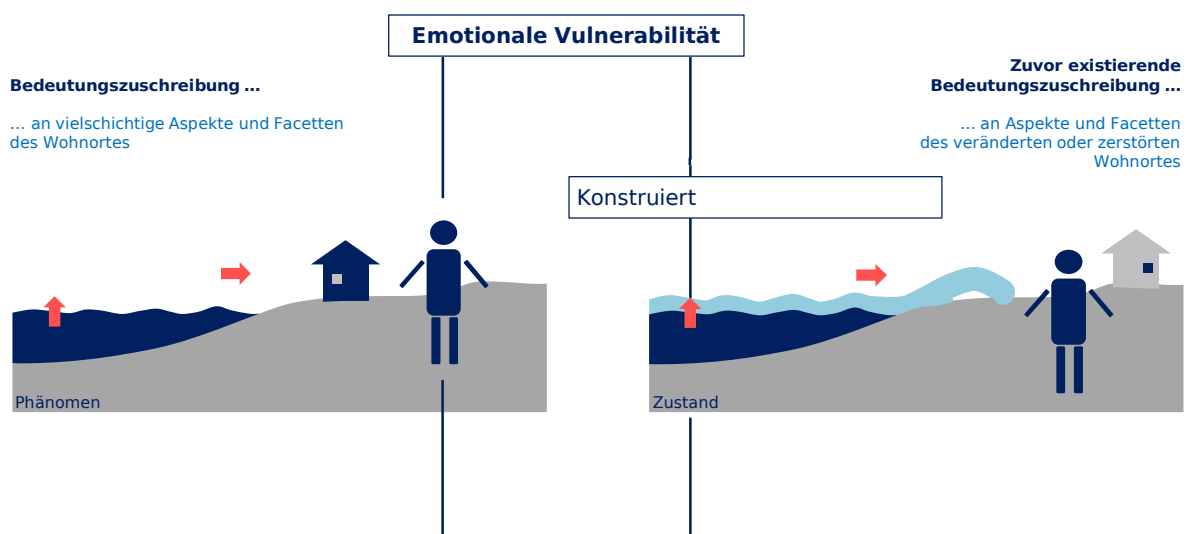 Emotionale Vulnerabilität
Bedeutungszuschreibung ...
... an vielschichtige Aspekte und Facetten
des Wohnortes
Zuvor existierende
Bedeutungszuschreibung ...
... an Aspekte und Facetten
des veränderten oder zerstörten
Wohnortes
Konstruiert
Phänomen
Zustand